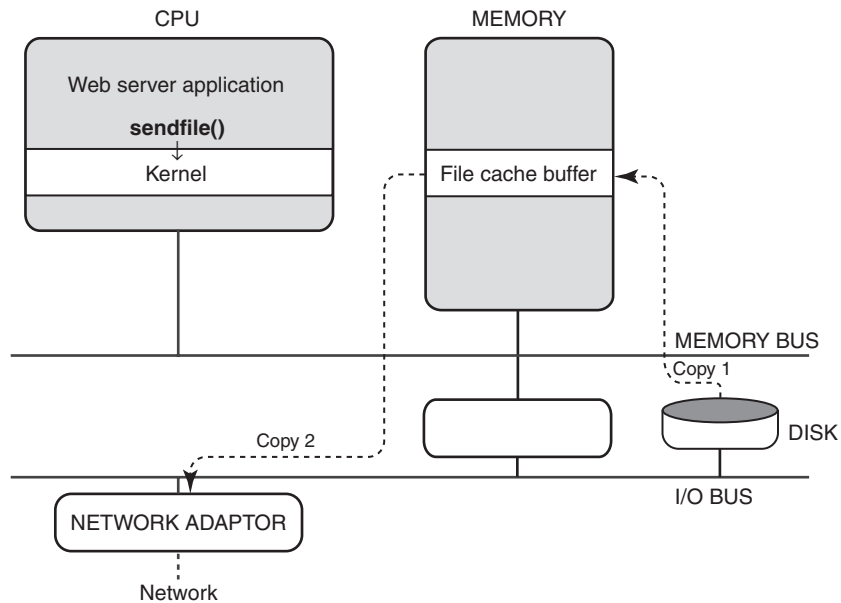 CPU
MEMORY
Web server application
sendfile()
Kernel
File cache buffer
MEMORY BUS
Copy 1
DISK
Copy 2
I/O BUS
NETWORK ADAPTOR
Network